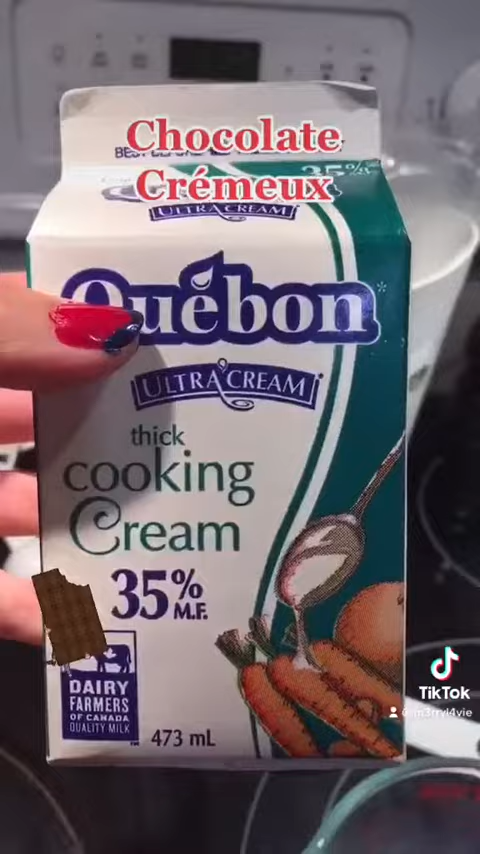 Chocolate
Crémeux
35%
ULTRA'CREAM
Québon
ULTRA'CREAM
thick
cooking
Cream
35%
M.F.
DAIRY
FARMERS
OF CANADA
QUALITY MILK
473 mL
TikTok